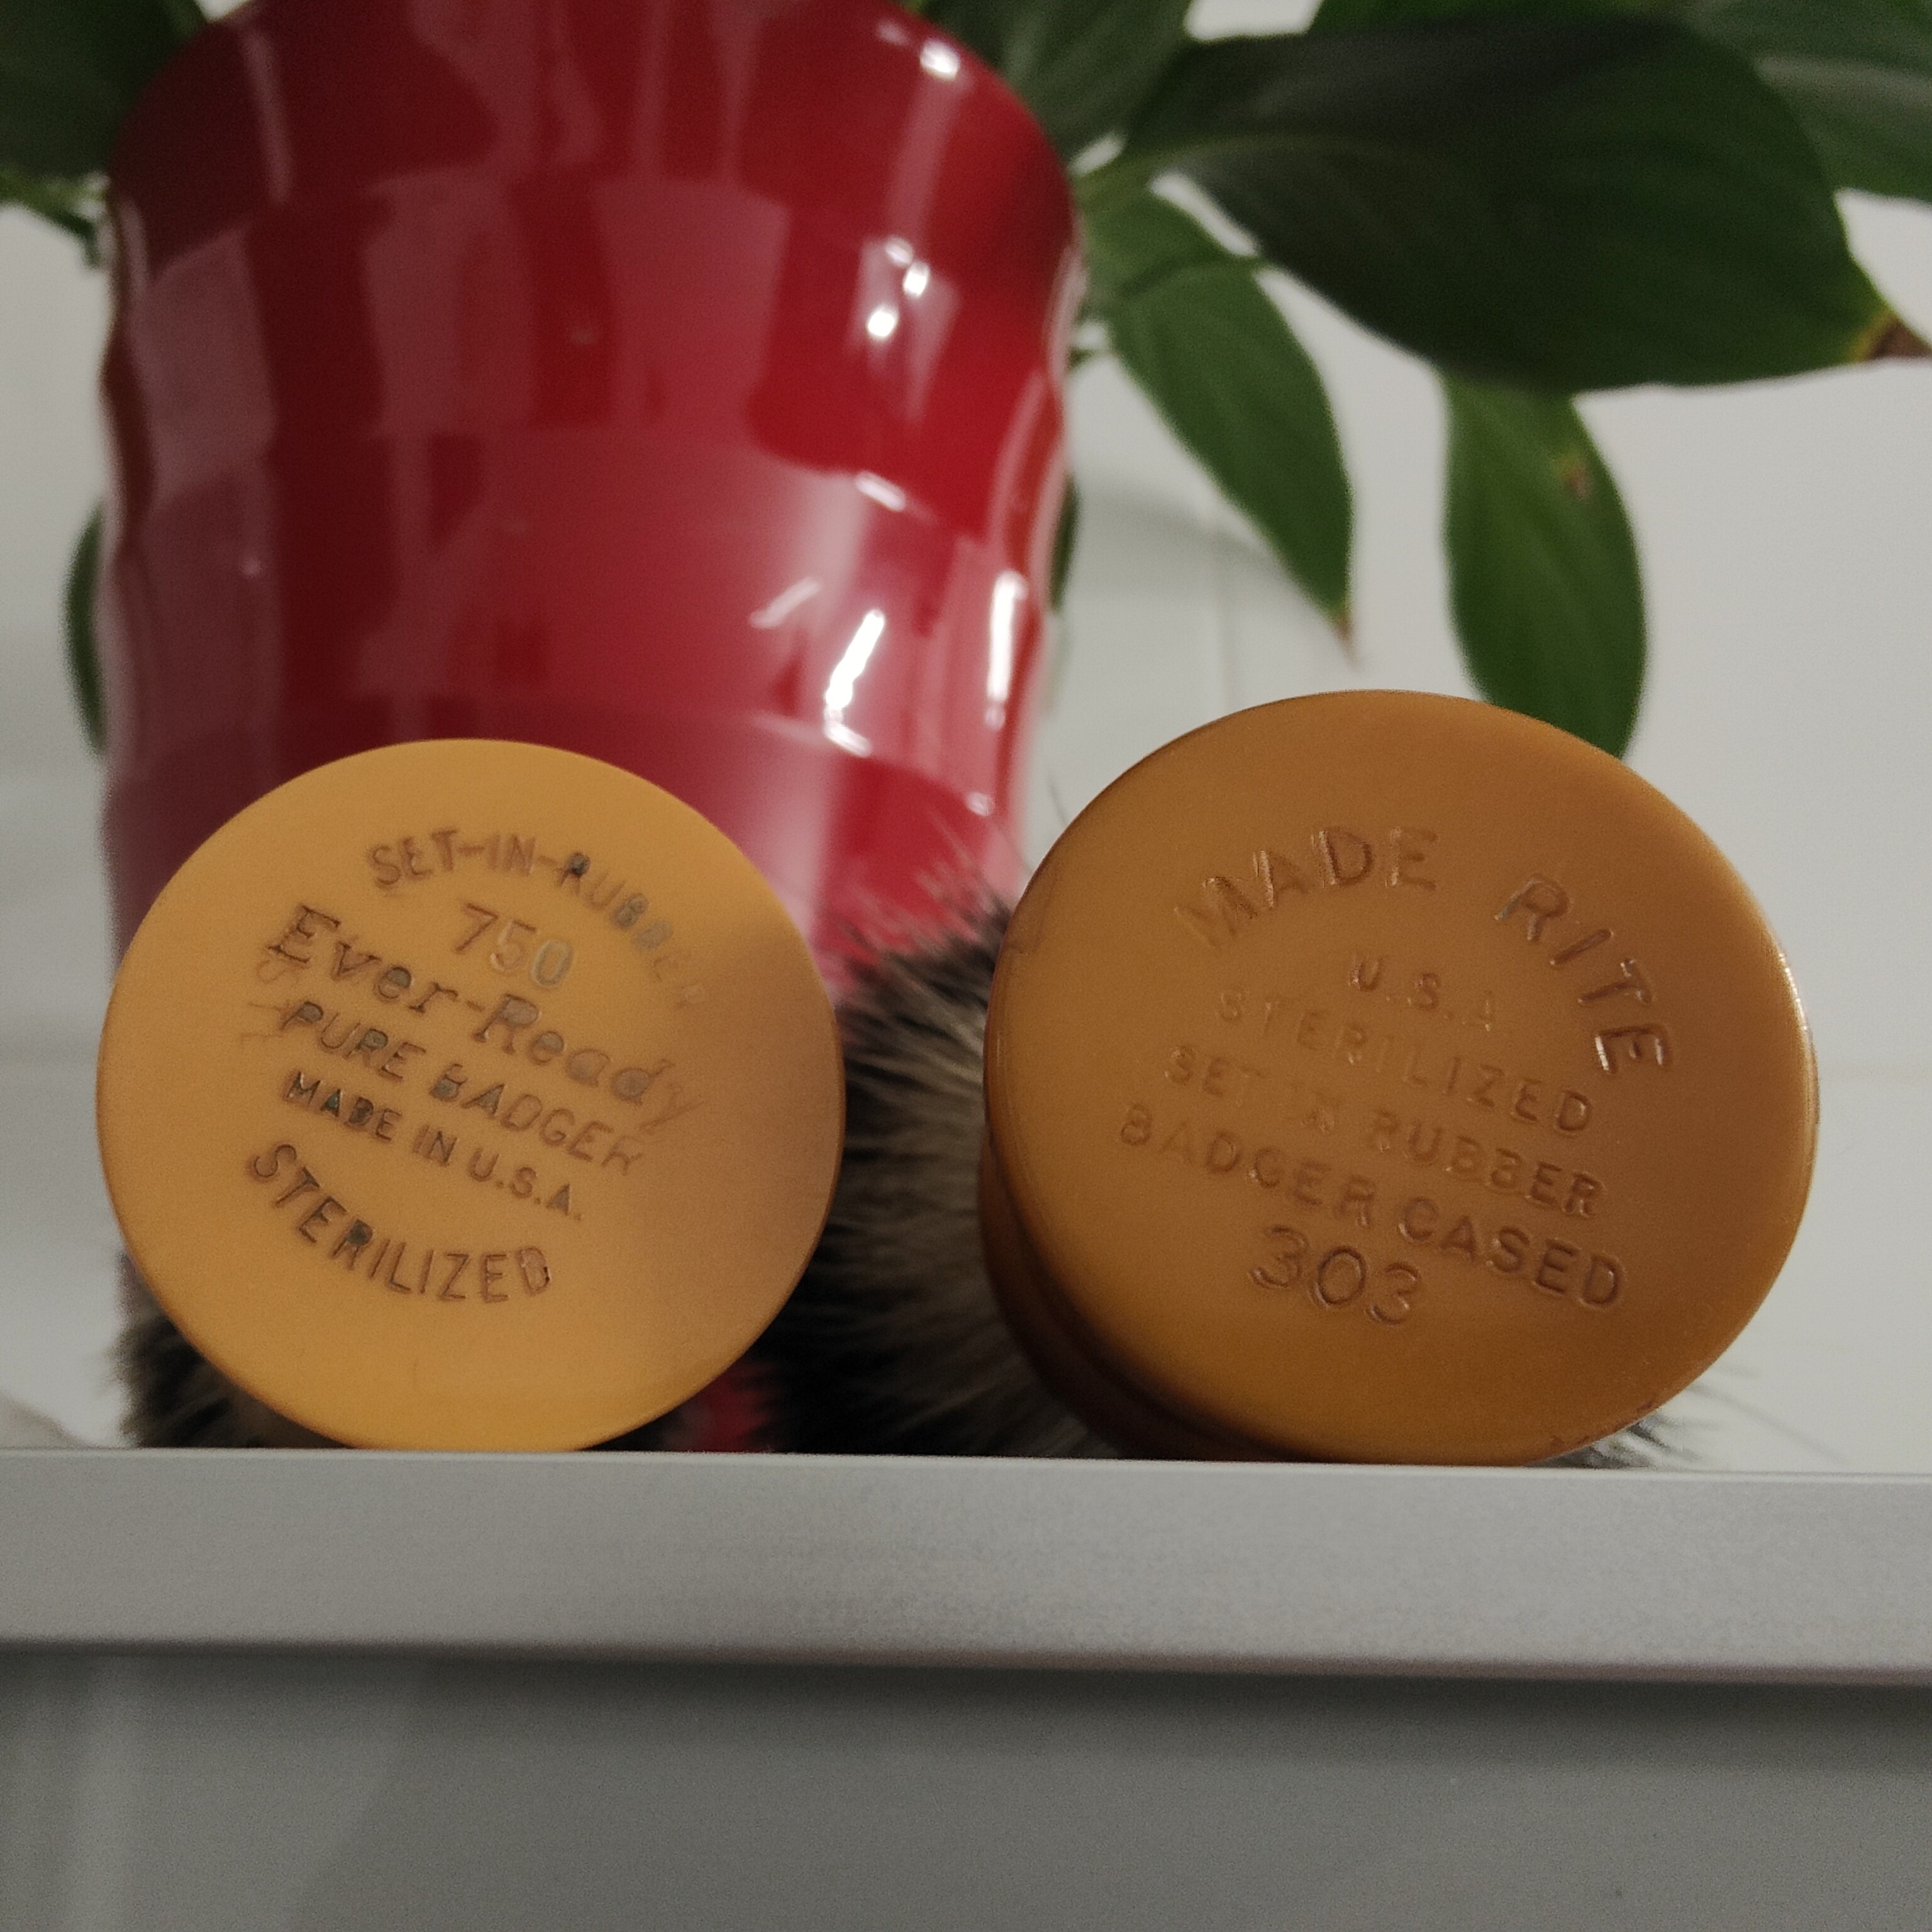 SET-IN-RUBBER
750
Ever-Ready
PURE BADGER
MADE IN U.S.A.
STERILIZED
MADE RITE
U.S.A.
STERILIZED
SET IN RUBBER
BADGER CASED
303